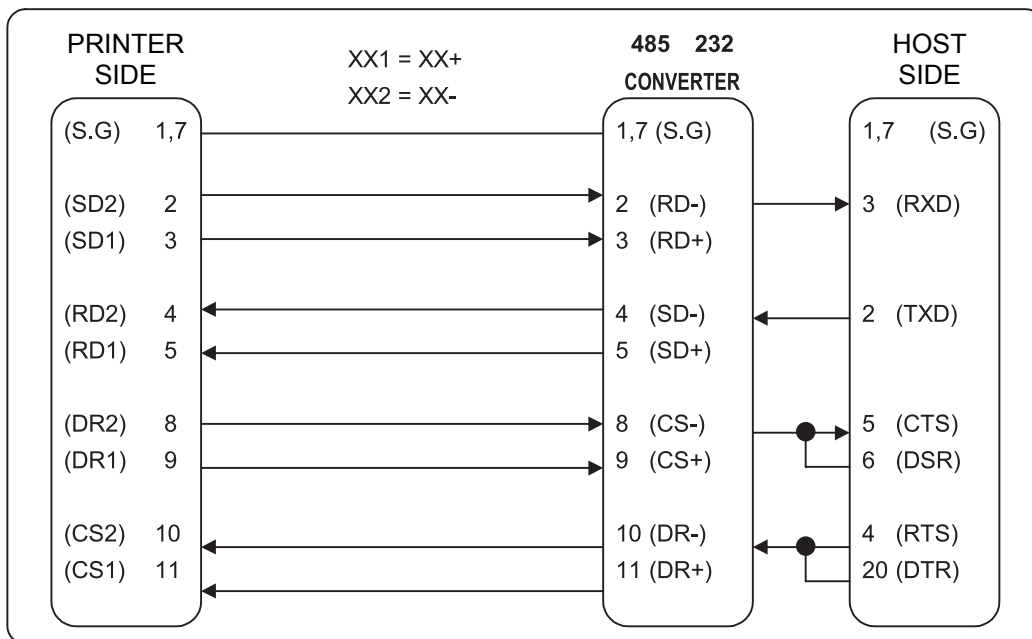 PRINTER
SIDE
XX1 = XX+
XX2 = XX-
485 232
CONVERTER
HOST
SIDE
(S.G) 1,7
1,7 (S.G)
1,7 (S.G)
(SD2) 2
2 (RD-)
3 (RXD)
(SD1) 3
3 (RD+)
(RD2) 4
4 (SD-)
2 (TXD)
(RD1) 5
5 (SD+)
(DR2) 8
8 (CS-)
5 (CTS)
(DR1) 9
9 (CS+)
6 (DSR)
(CS2) 10
10 (DR-)
4 (RTS)
(CS1) 11
11 (DR+)
20 (DTR)